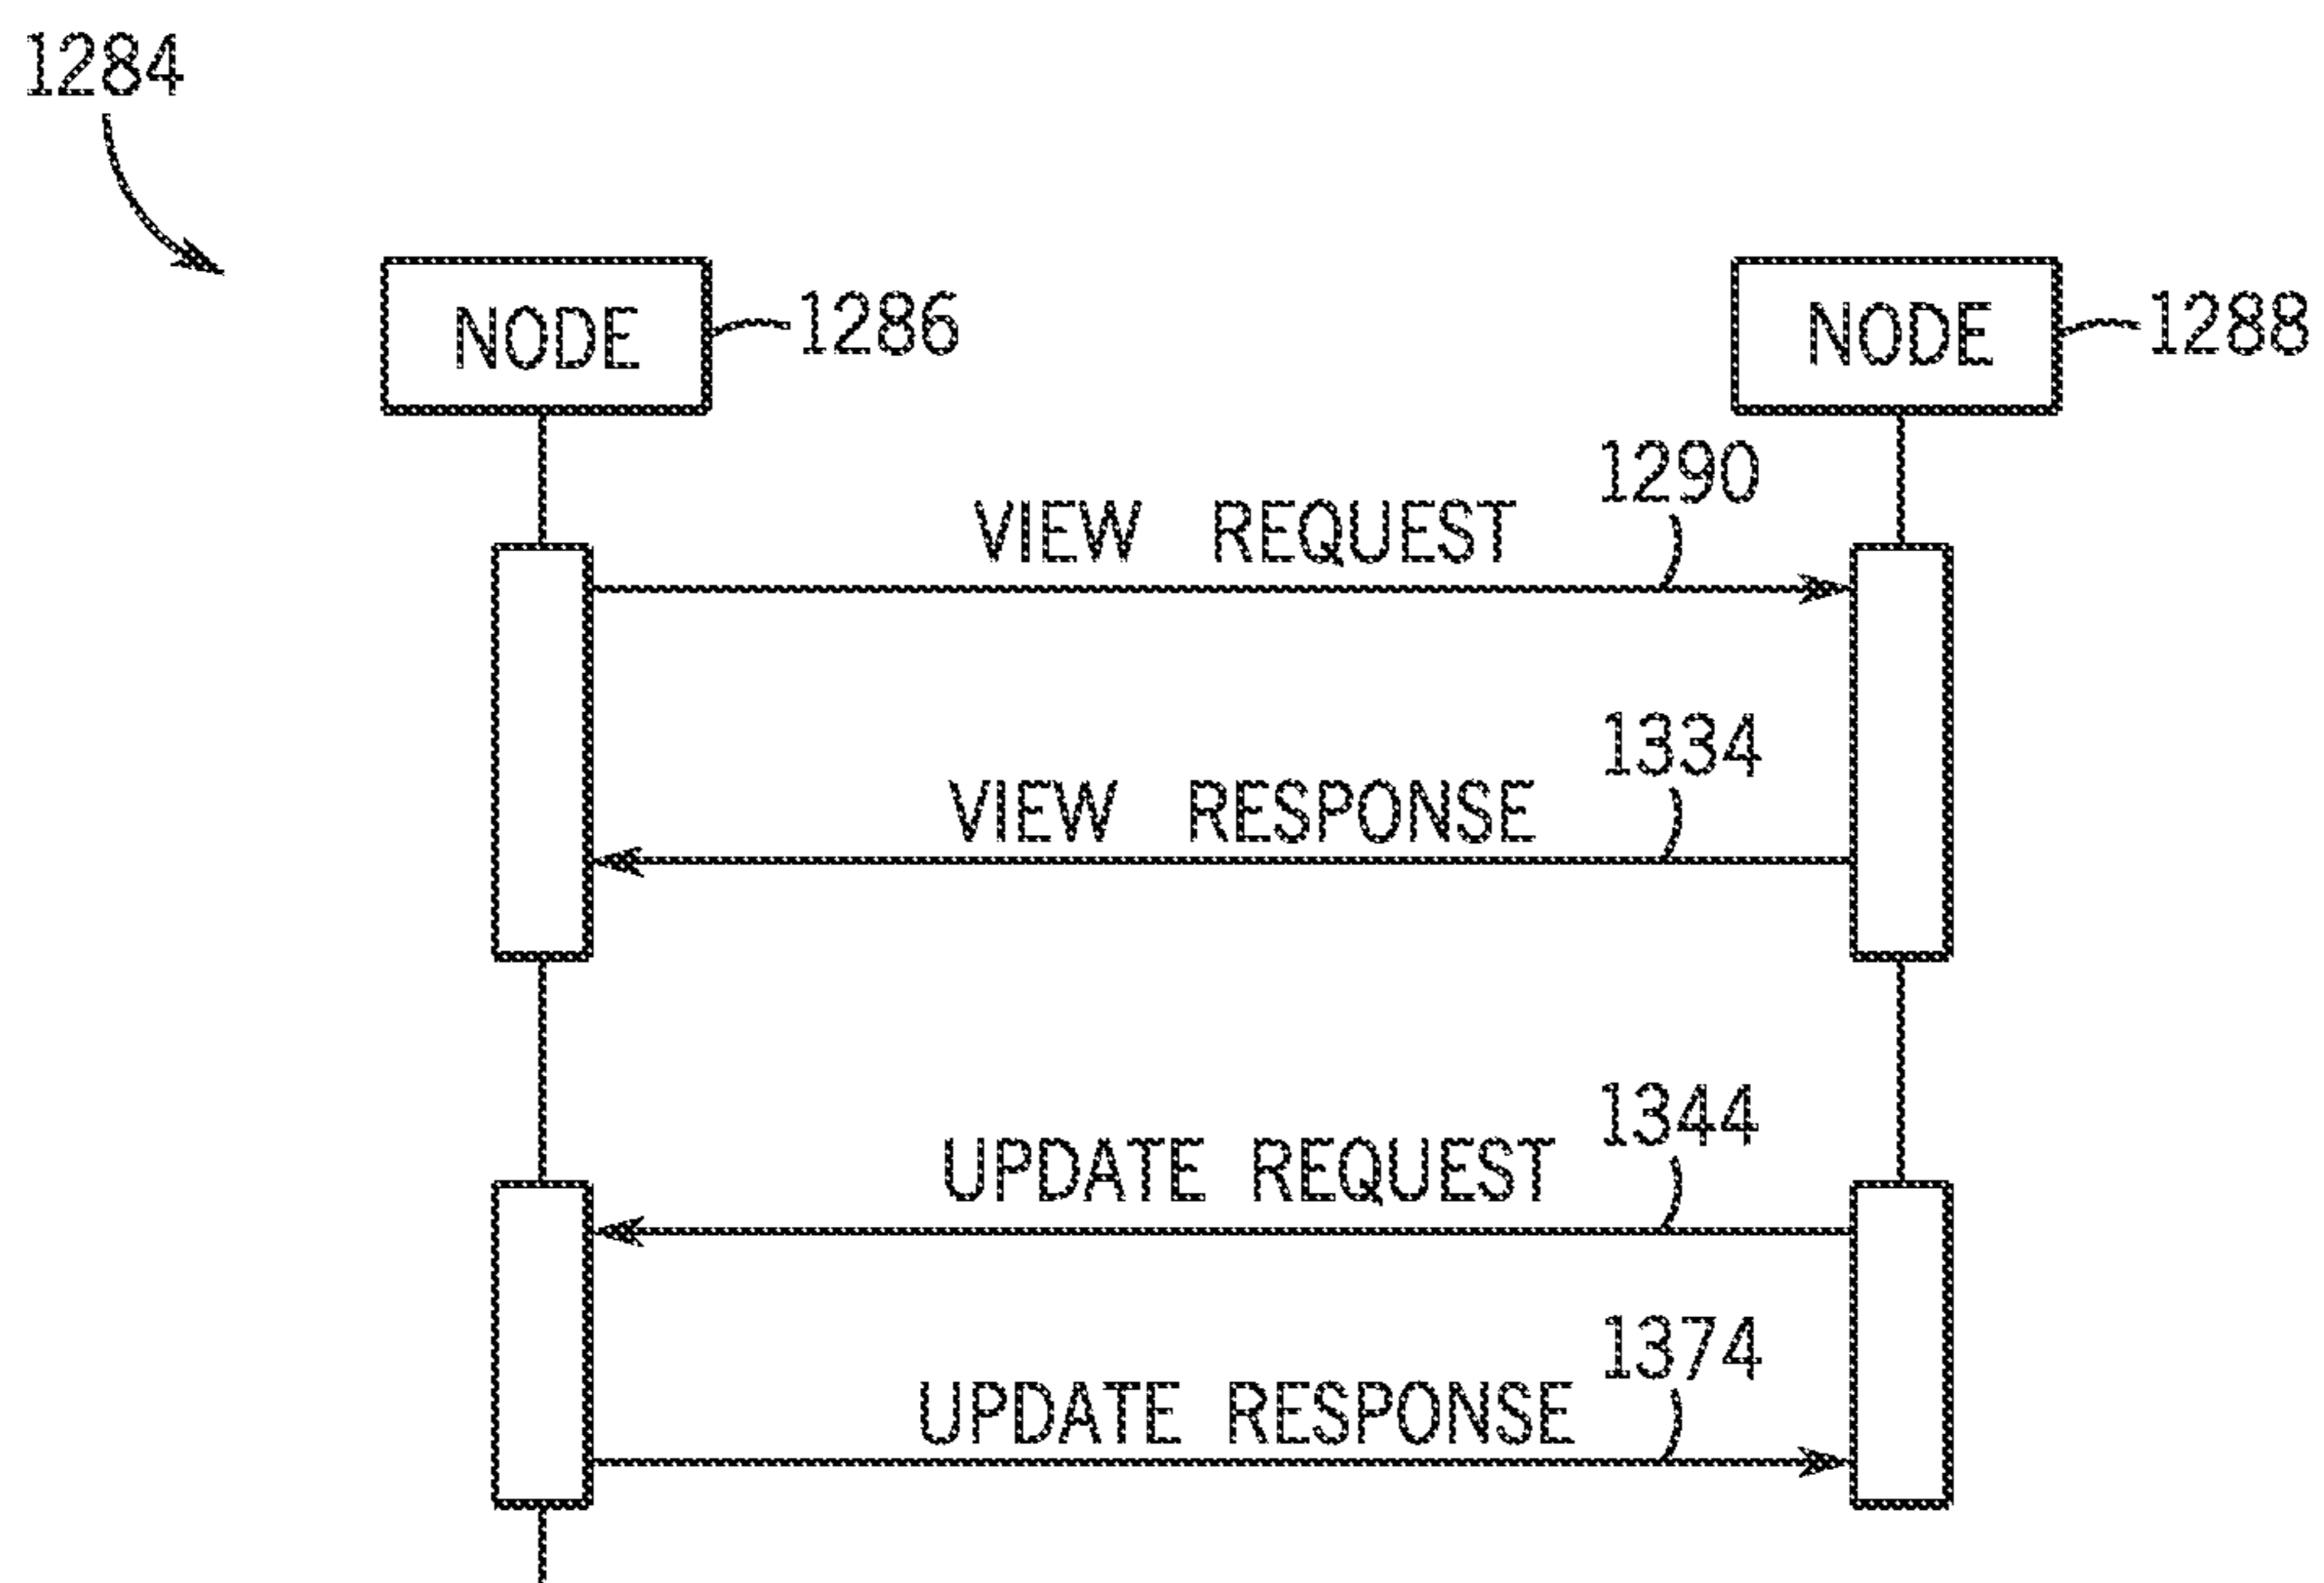 1284
NODE 1286
NODE 1288
1290
VIEW REQUEST
1334
VIEW RESPONSE
1344
UPDATE REQUEST
1374
UPDATE RESPONSE